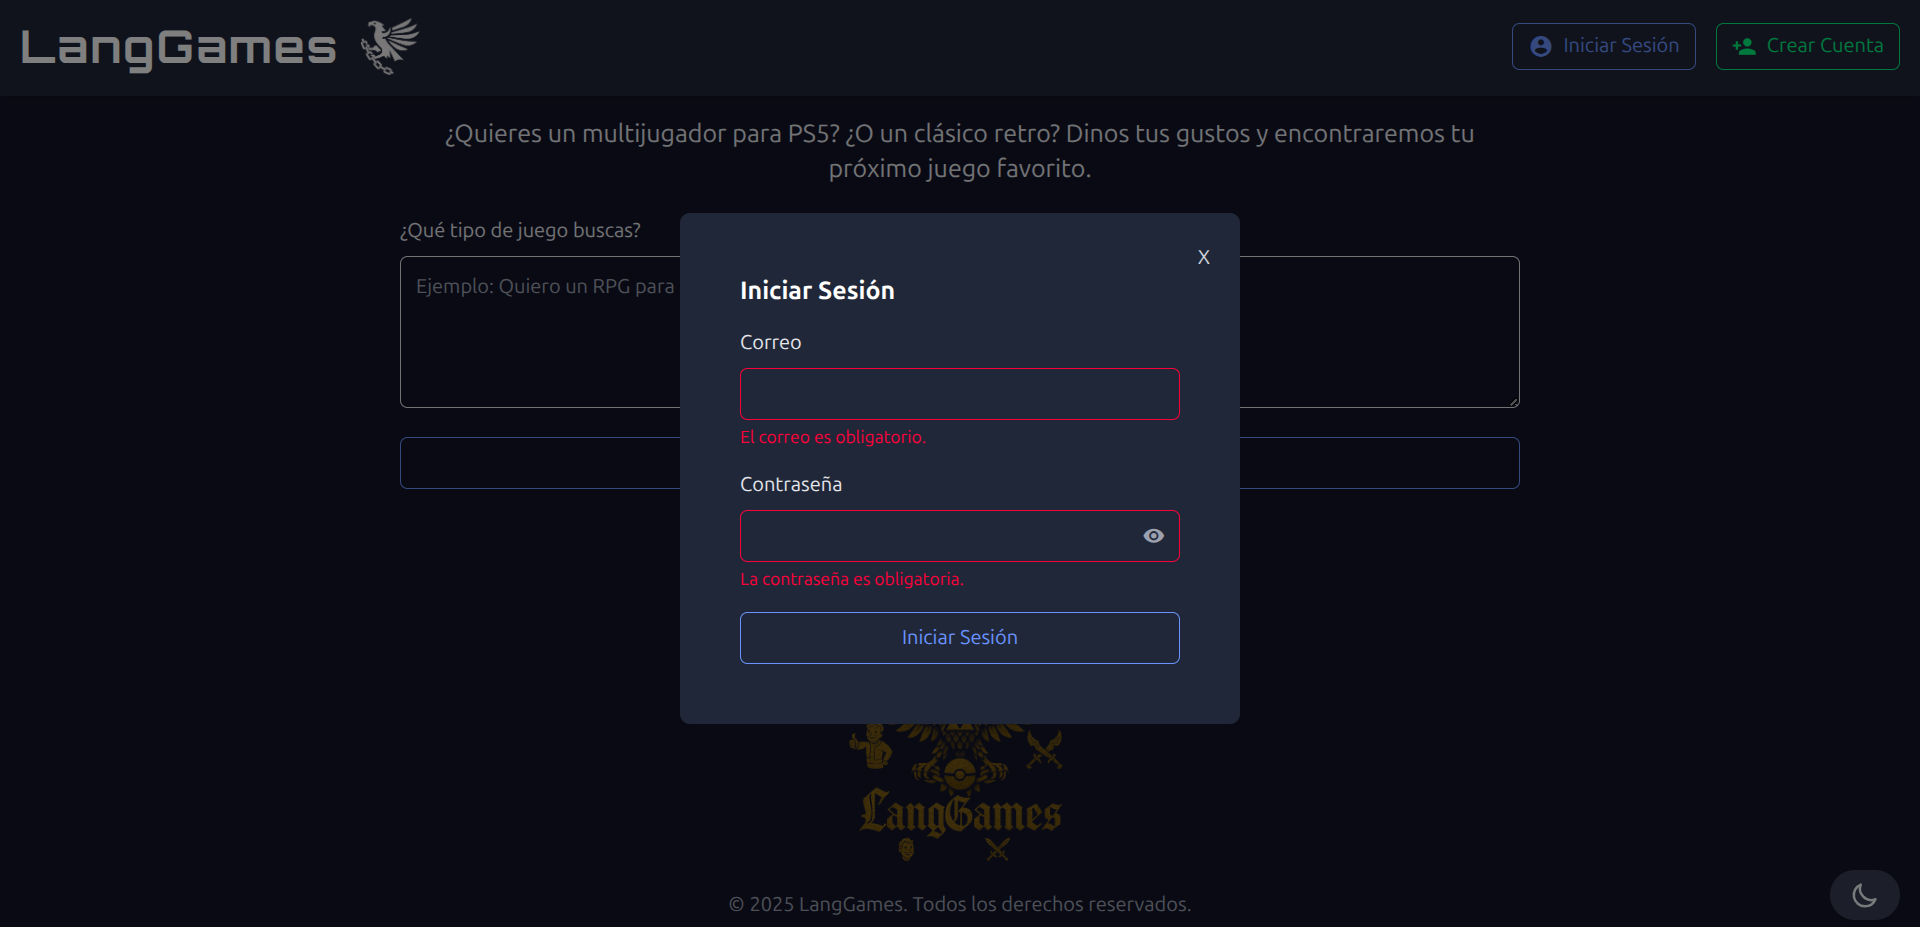 LangGames
Iniciar Sesión
Crear Cuenta
¿Quieres un multijugador para PS5? ¿O un clásico retro? Dinos tus gustos y encontraremos tu
próximo juego favorito.
¿Qué tipo de juego buscas?
Ejemplo: Quiero un RPG para
X
Iniciar Sesión
Correo
El correo es obligatorio.
Contraseña
La contraseña es obligatoria.
Iniciar Sesión
LangGames
© 2025 LangGames. Todos los derechos reservados.